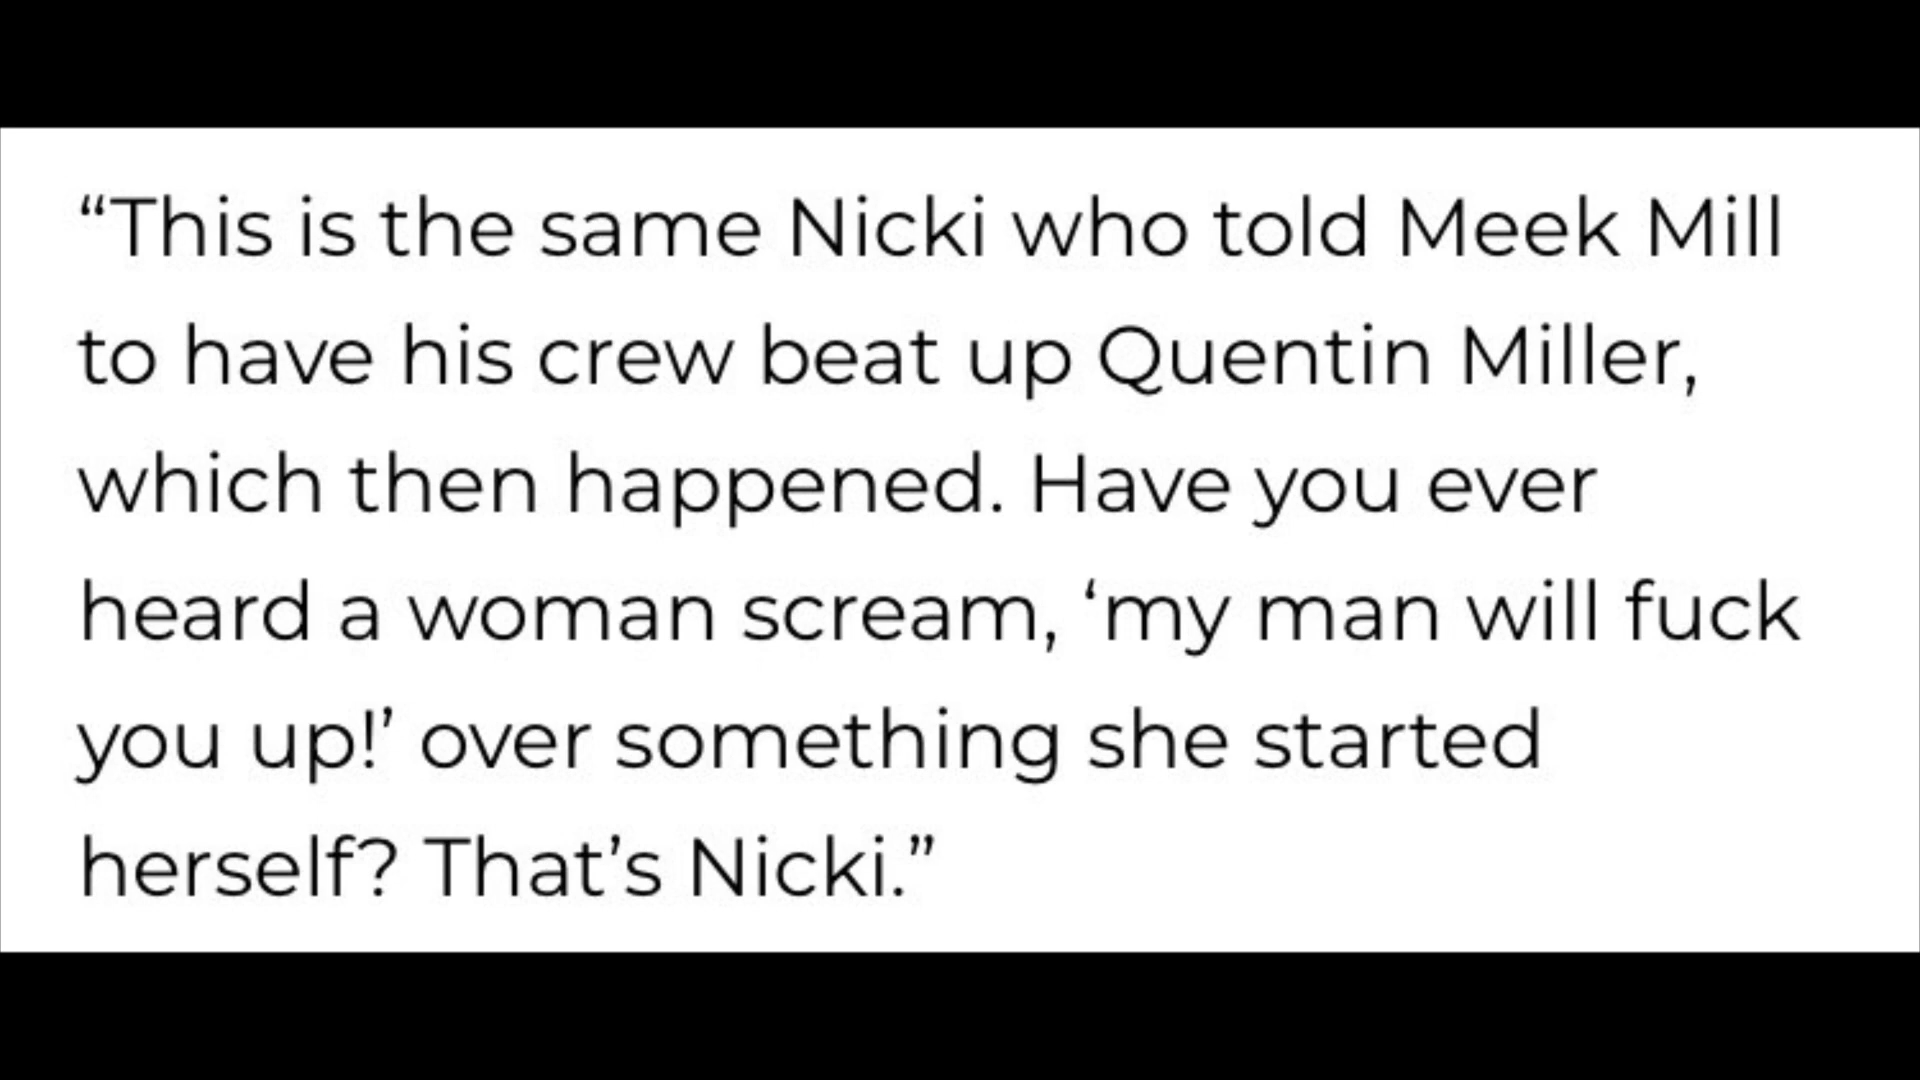 “This is the same Nicki who told Meek Mill
to have his crew beat up Quentin Miller,
which then happened. Have you ever
heard a woman scream, ‘my man will fuck
you up!’ over something she started
herself? That’s Nicki.”